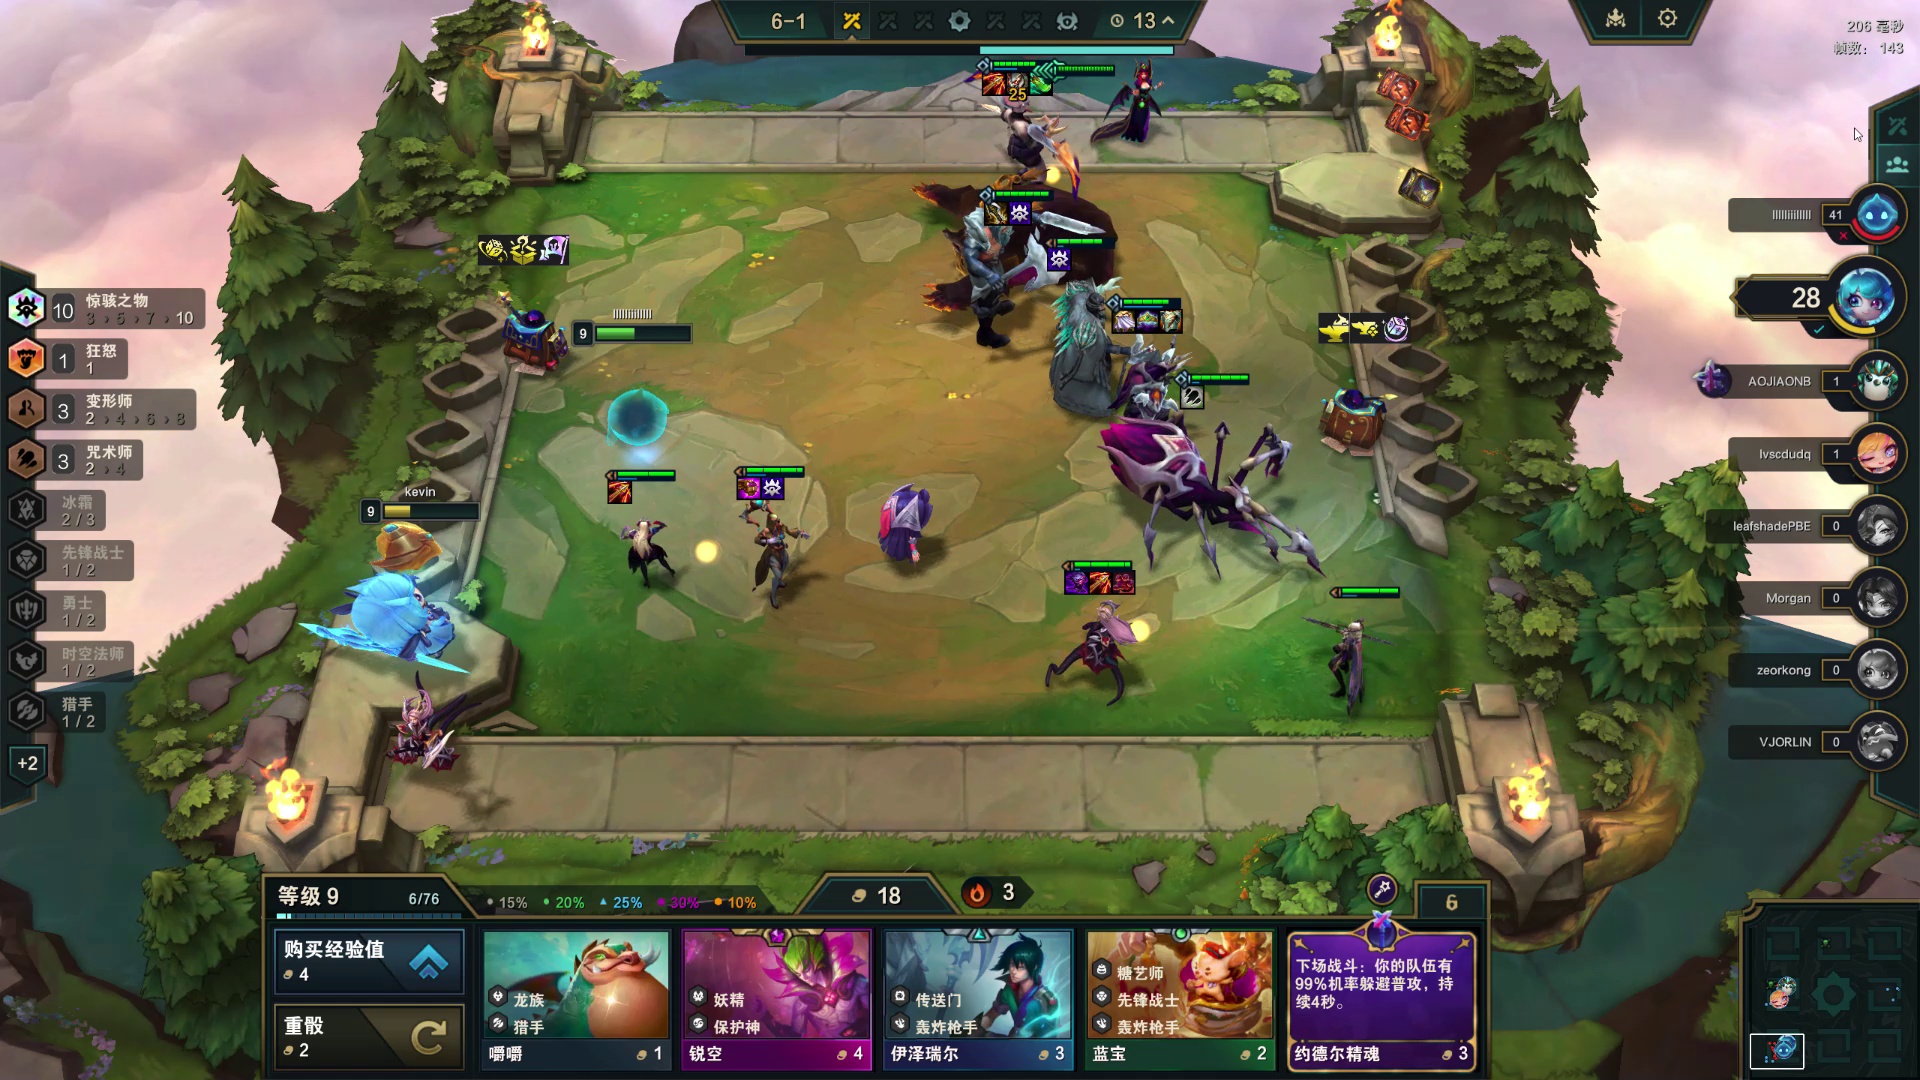 6-1
13
206 毫秒
帧数： 143
25
10
惊骇之物
3 › 5 › 7 › 10
1
狂怒
1
3
变形师
2 › 4 › 6 › 8
3
咒术师
2 › 4
冰霜
2 / 3
先锋战士
1 / 2
勇士
1 / 2
时空法师
1 / 2
猎手
1 / 2
+2
9
9
kevin
41
28
AOJIAONB
1
lvscdudq
1
leafshadePBE
0
Morgan
0
zeorkong
0
VJORLIN
0
等级 9
6/76
15%
20%
25%
30%
10%
18
3
6
购买经验值
4
重骰
2
龙族
猎手
嚼嚼
1
妖精
保护神
锐空
4
传送门
轰炸枪手
伊泽瑞尔
3
糖艺师
先锋战士
轰炸枪手
蓝宝
2
下场战斗：你的队伍有
99%机率躲避普攻，持
续4秒。
约德尔精魂
3